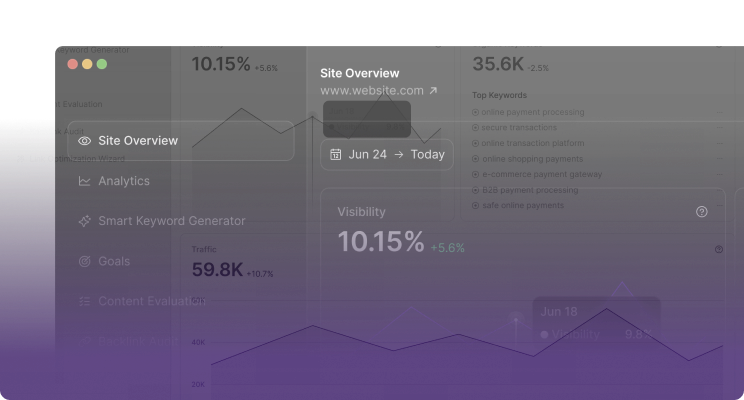 Keyword Generator
10.15% +5.6%
35.6K -2.5%
Site Overview
www.website.com
Top Keywords
online payment processing
secure transactions
online transaction platform
online shopping payments
e-commerce payment gateway
B2B payment processing
safe online payments
Jun 24 → Today
Site Overview
Analytics
Smart Keyword Generator
Goals
Content Evaluation
Visibility
10.15% +5.6%
Traffic
59.8K +10.7%
40K
20K
Jun 18
Visibility 9.8%